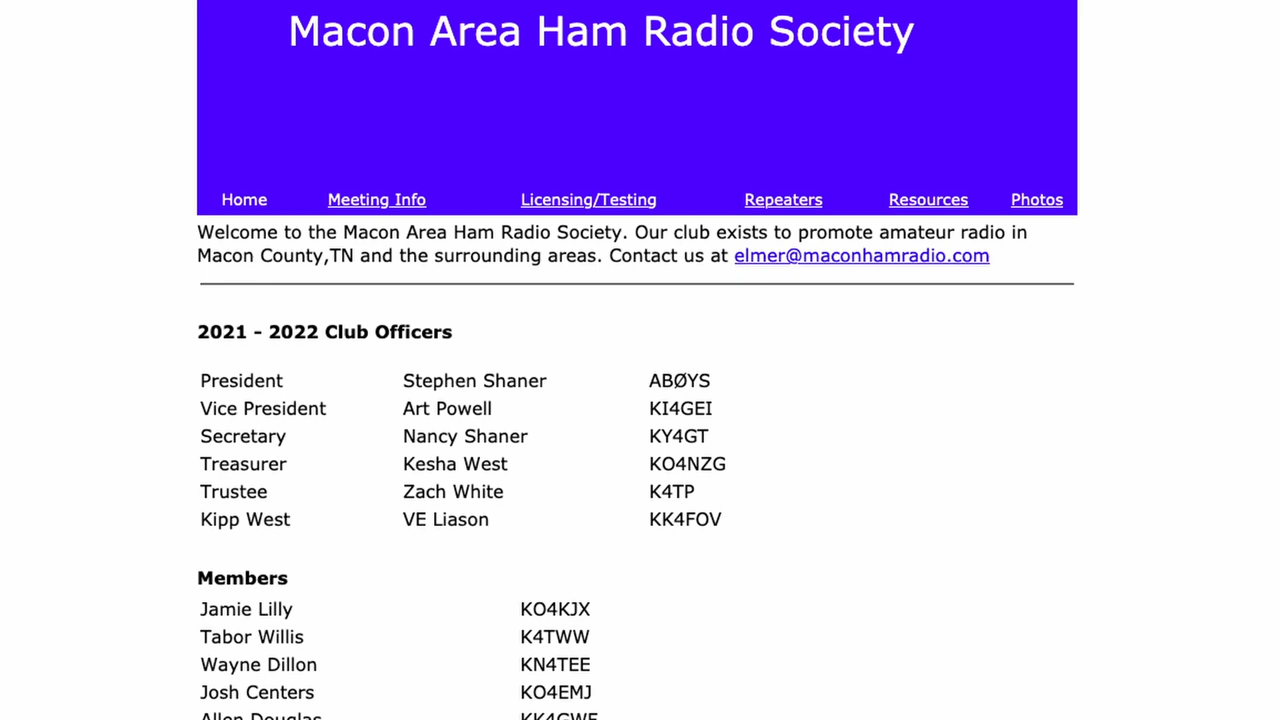 Macon Area Ham Radio Society
Home Meeting Info Licensing/Testing Repeaters Resources Photos
Welcome to the Macon Area Ham Radio Society. Our club exists to promote amateur radio in
Macon County,TN and the surrounding areas. Contact us at elmer@maconhamradio.com
2021 - 2022 Club Officers
President Stephen Shaner ABØYS
Vice President Art Powell KI4GEI
Secretary Nancy Shaner KY4GT
Treasurer Kesha West KO4NZG
Trustee Zach White K4TP
Kipp West VE Liason KK4FOV
Members
Jamie Lilly KO4KJX
Tabor Willis K4TWW
Wayne Dillon KN4TEE
Josh Centers KO4EMJ
Allen Douglas